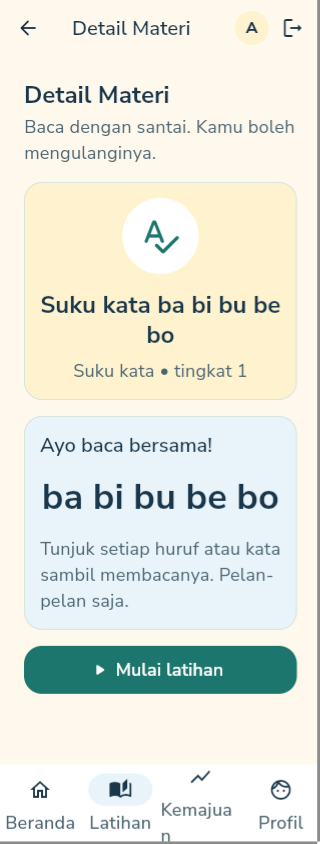 Detail Materi
A
Detail Materi
Baca dengan santai. Kamu boleh
mengulanginya.
Suku kata ba bi bu be
bo
Suku kata • tingkat 1
Ayo baca bersama!
ba bi bu be bo
Tunjuk setiap huruf atau kata
sambil membacanya. Pelan-
pelan saja.
Mulai latihan
Beranda
Latihan
Kemajua
n
Profil